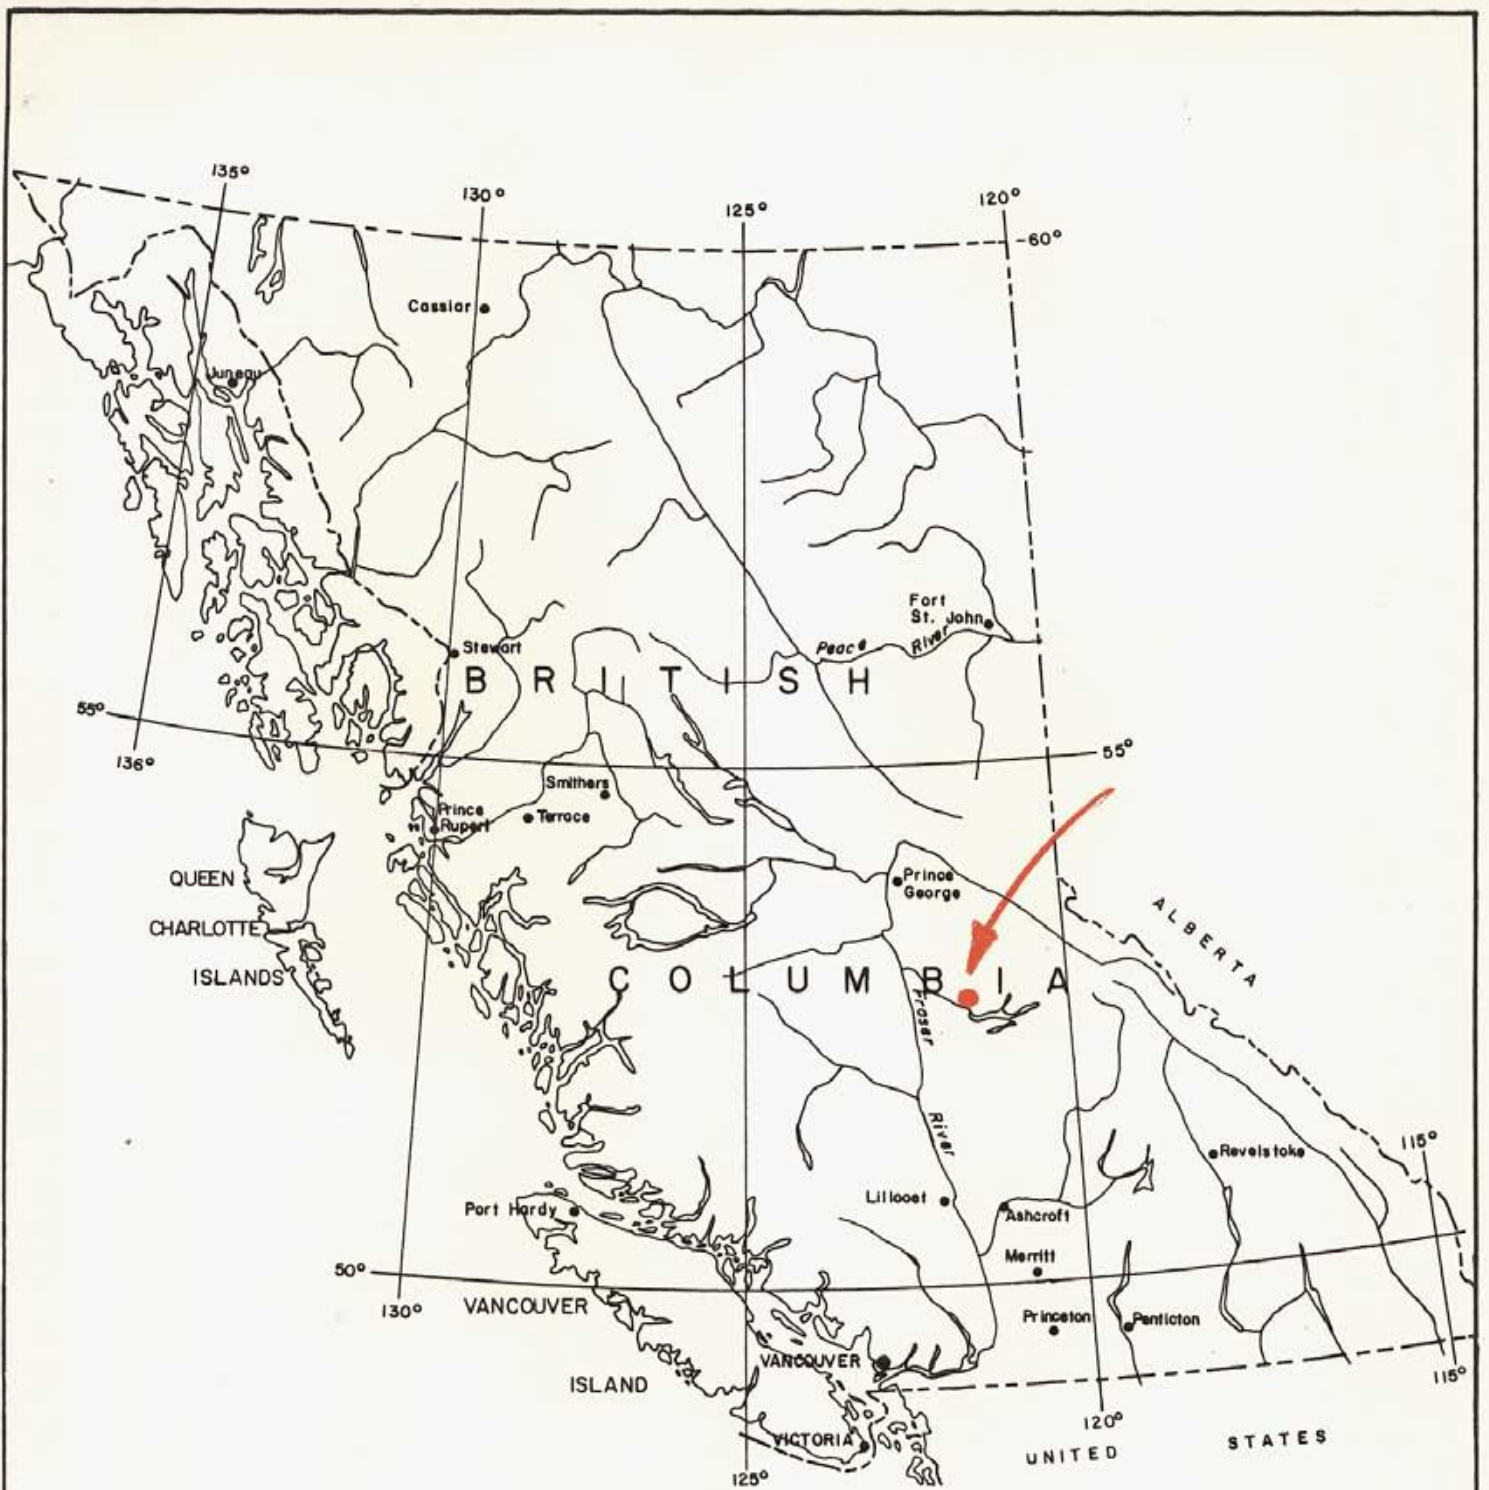 135°
130°
125°
120°
60°
Cassiar
Juneau
Fort
St. John
Peace River
Stewart
BRITISH
55°
136°
55°
Smithers
Prince
Rupert
Terrace
QUEEN
CHARLOTTE
ISLANDS
Prince
George
ALBERTA
COLUMBIA
Fraser
River
Revelstoke
115°
Lillooet
Port Hardy
Ashcroft
Merritt
50°
130°
VANCOUVER
ISLAND
Princeton
Penticton
VANCOUVER
115°
120°
VICTORIA
UNITED STATES
125°